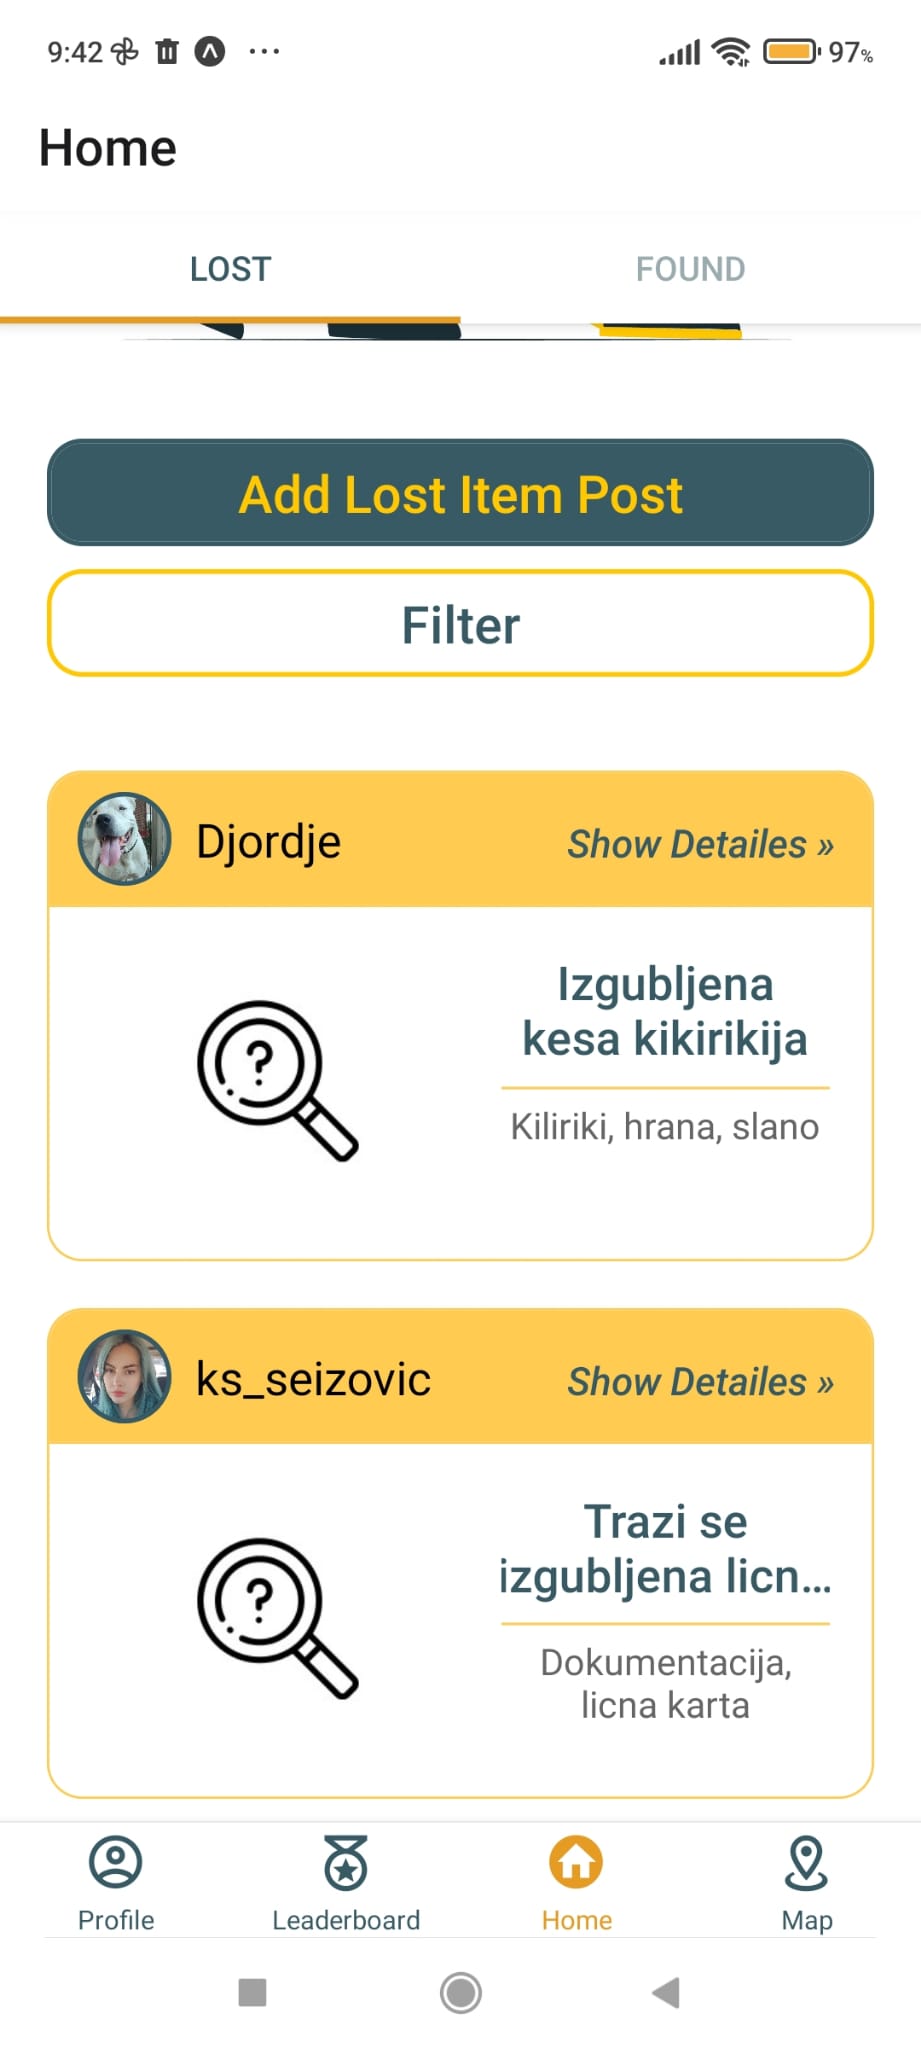 9:42
97%
Home
LOST
FOUND
Add Lost Item Post
Filter
Djordje
Show Detailes »
Izgubljena
kesa kikirikija
Kiliriki, hrana, slano
ks_seizovic
Show Detailes »
Trazi se
izgubljena licn...
Dokumentacija,
licna karta
Profile
Leaderboard
Home
Map